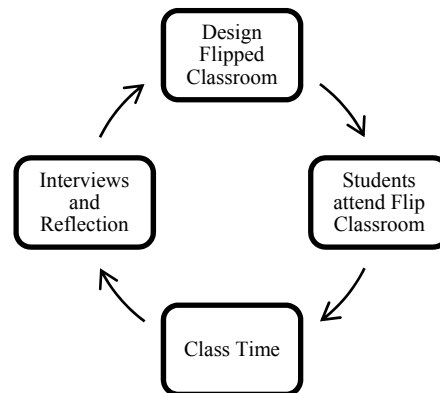 Design
Flipped
Classroom
Students
attend Flip
Classroom
Class Time
Interviews
and
Reflection